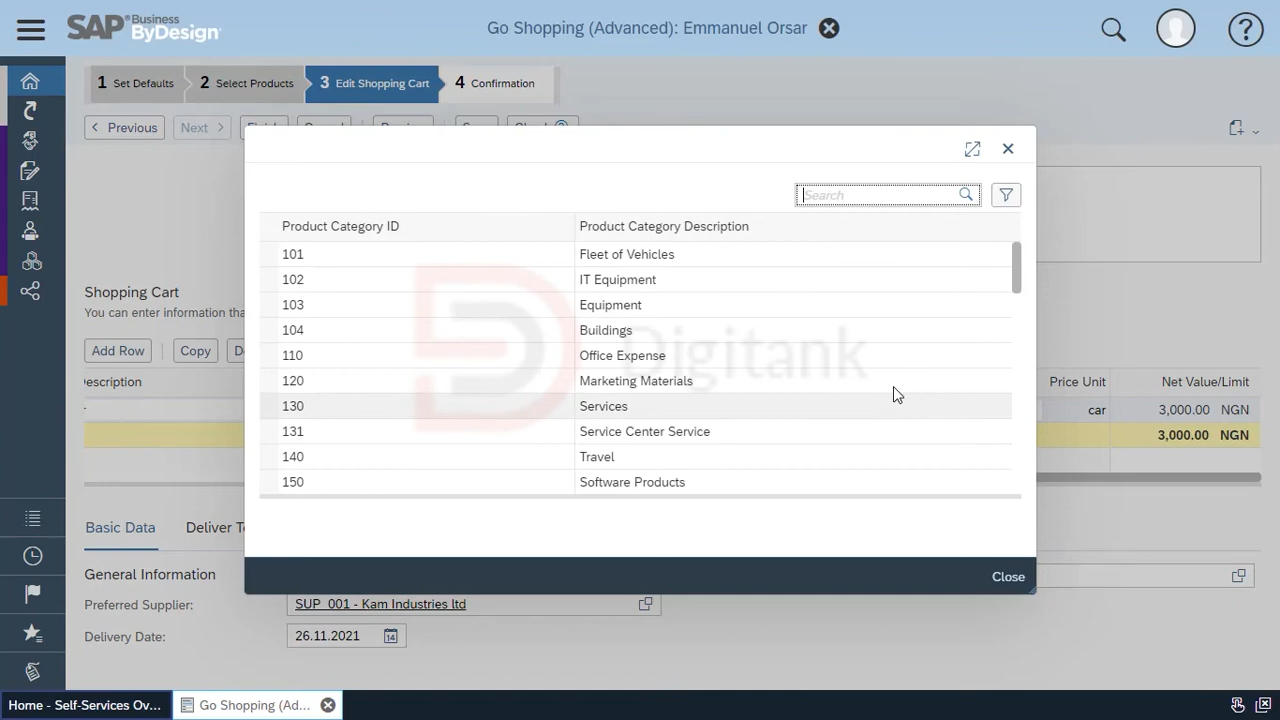 SAP Business ByDesign
Go Shopping (Advanced): Emmanuel Orsar
1 Set Defaults
2 Select Products
3 Edit Shopping Cart
4 Confirmation
Previous
Next
Product Category ID
Product Category Description
Search
101 Fleet of Vehicles
102 IT Equipment
103 Equipment
104 Buildings
110 Office Expense
120 Marketing Materials
130 Services
131 Service Center Service
140 Travel
150 Software Products
Digitank
Close
Shopping Cart
You can enter information tha
Add Row
Copy
Description
Price Unit
Net Value/Limit
car
3,000.00 NGN
3,000.00 NGN
Basic Data
Deliver T
General Information
Preferred Supplier:
SUP_001 - Kam Industries ltd
Delivery Date:
26.11.2021
14
Home - Self-Services Ov...
Go Shopping (Ad...